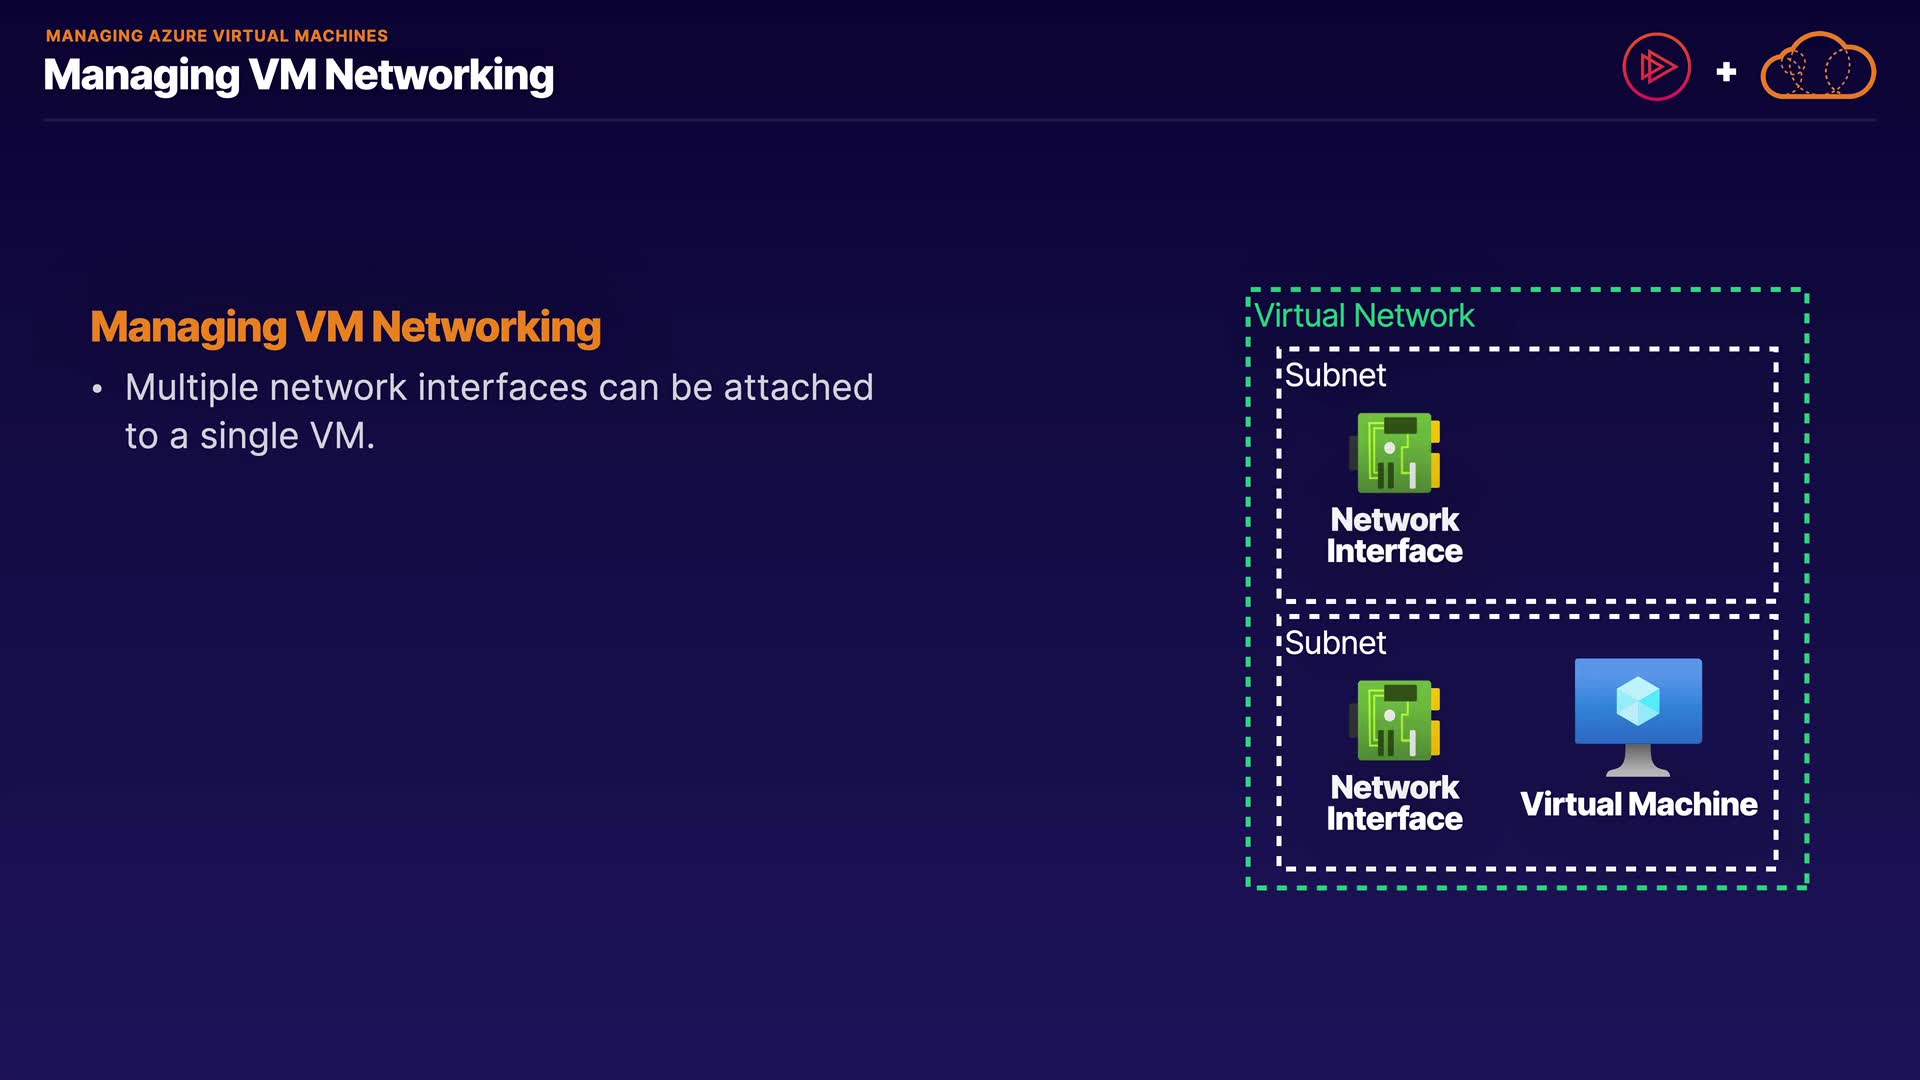 MANAGING AZURE VIRTUAL MACHINES
Managing VM Networking
Managing VM Networking
• Multiple network interfaces can be attached
to a single VM.
Virtual Network
Subnet
Network
Interface
Subnet
Network
Interface
Virtual Machine